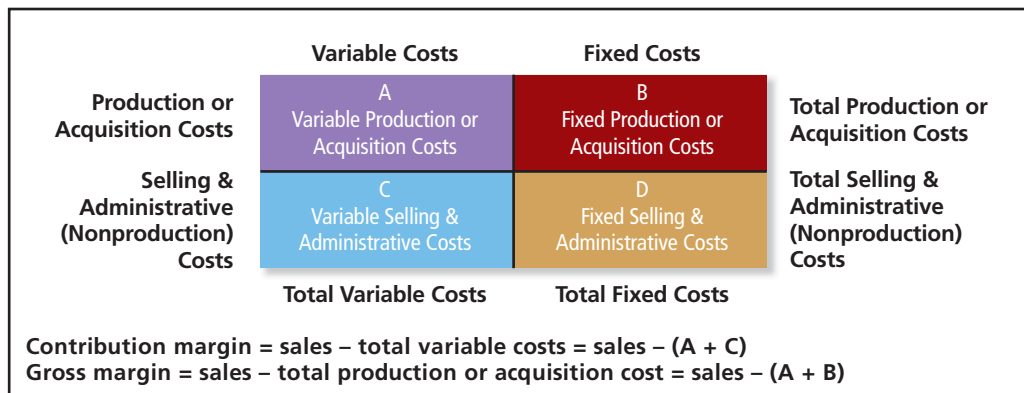 Variable Costs
Fixed Costs
Production or
Acquisition Costs
A
Variable Production or
Acquisition Costs
B
Fixed Production or
Acquisition Costs
Total Production or
Acquisition Costs
Selling &
Administrative
(Nonproduction)
Costs
C
Variable Selling &
Administrative Costs
D
Fixed Selling &
Administrative Costs
Total Selling &
Administrative
(Nonproduction)
Costs
Total Variable Costs
Total Fixed Costs
Contribution margin = sales – total variable costs = sales – (A + C)
Gross margin = sales – total production or acquisition cost = sales – (A + B)